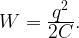 W = \frac{q^2}{2C}.